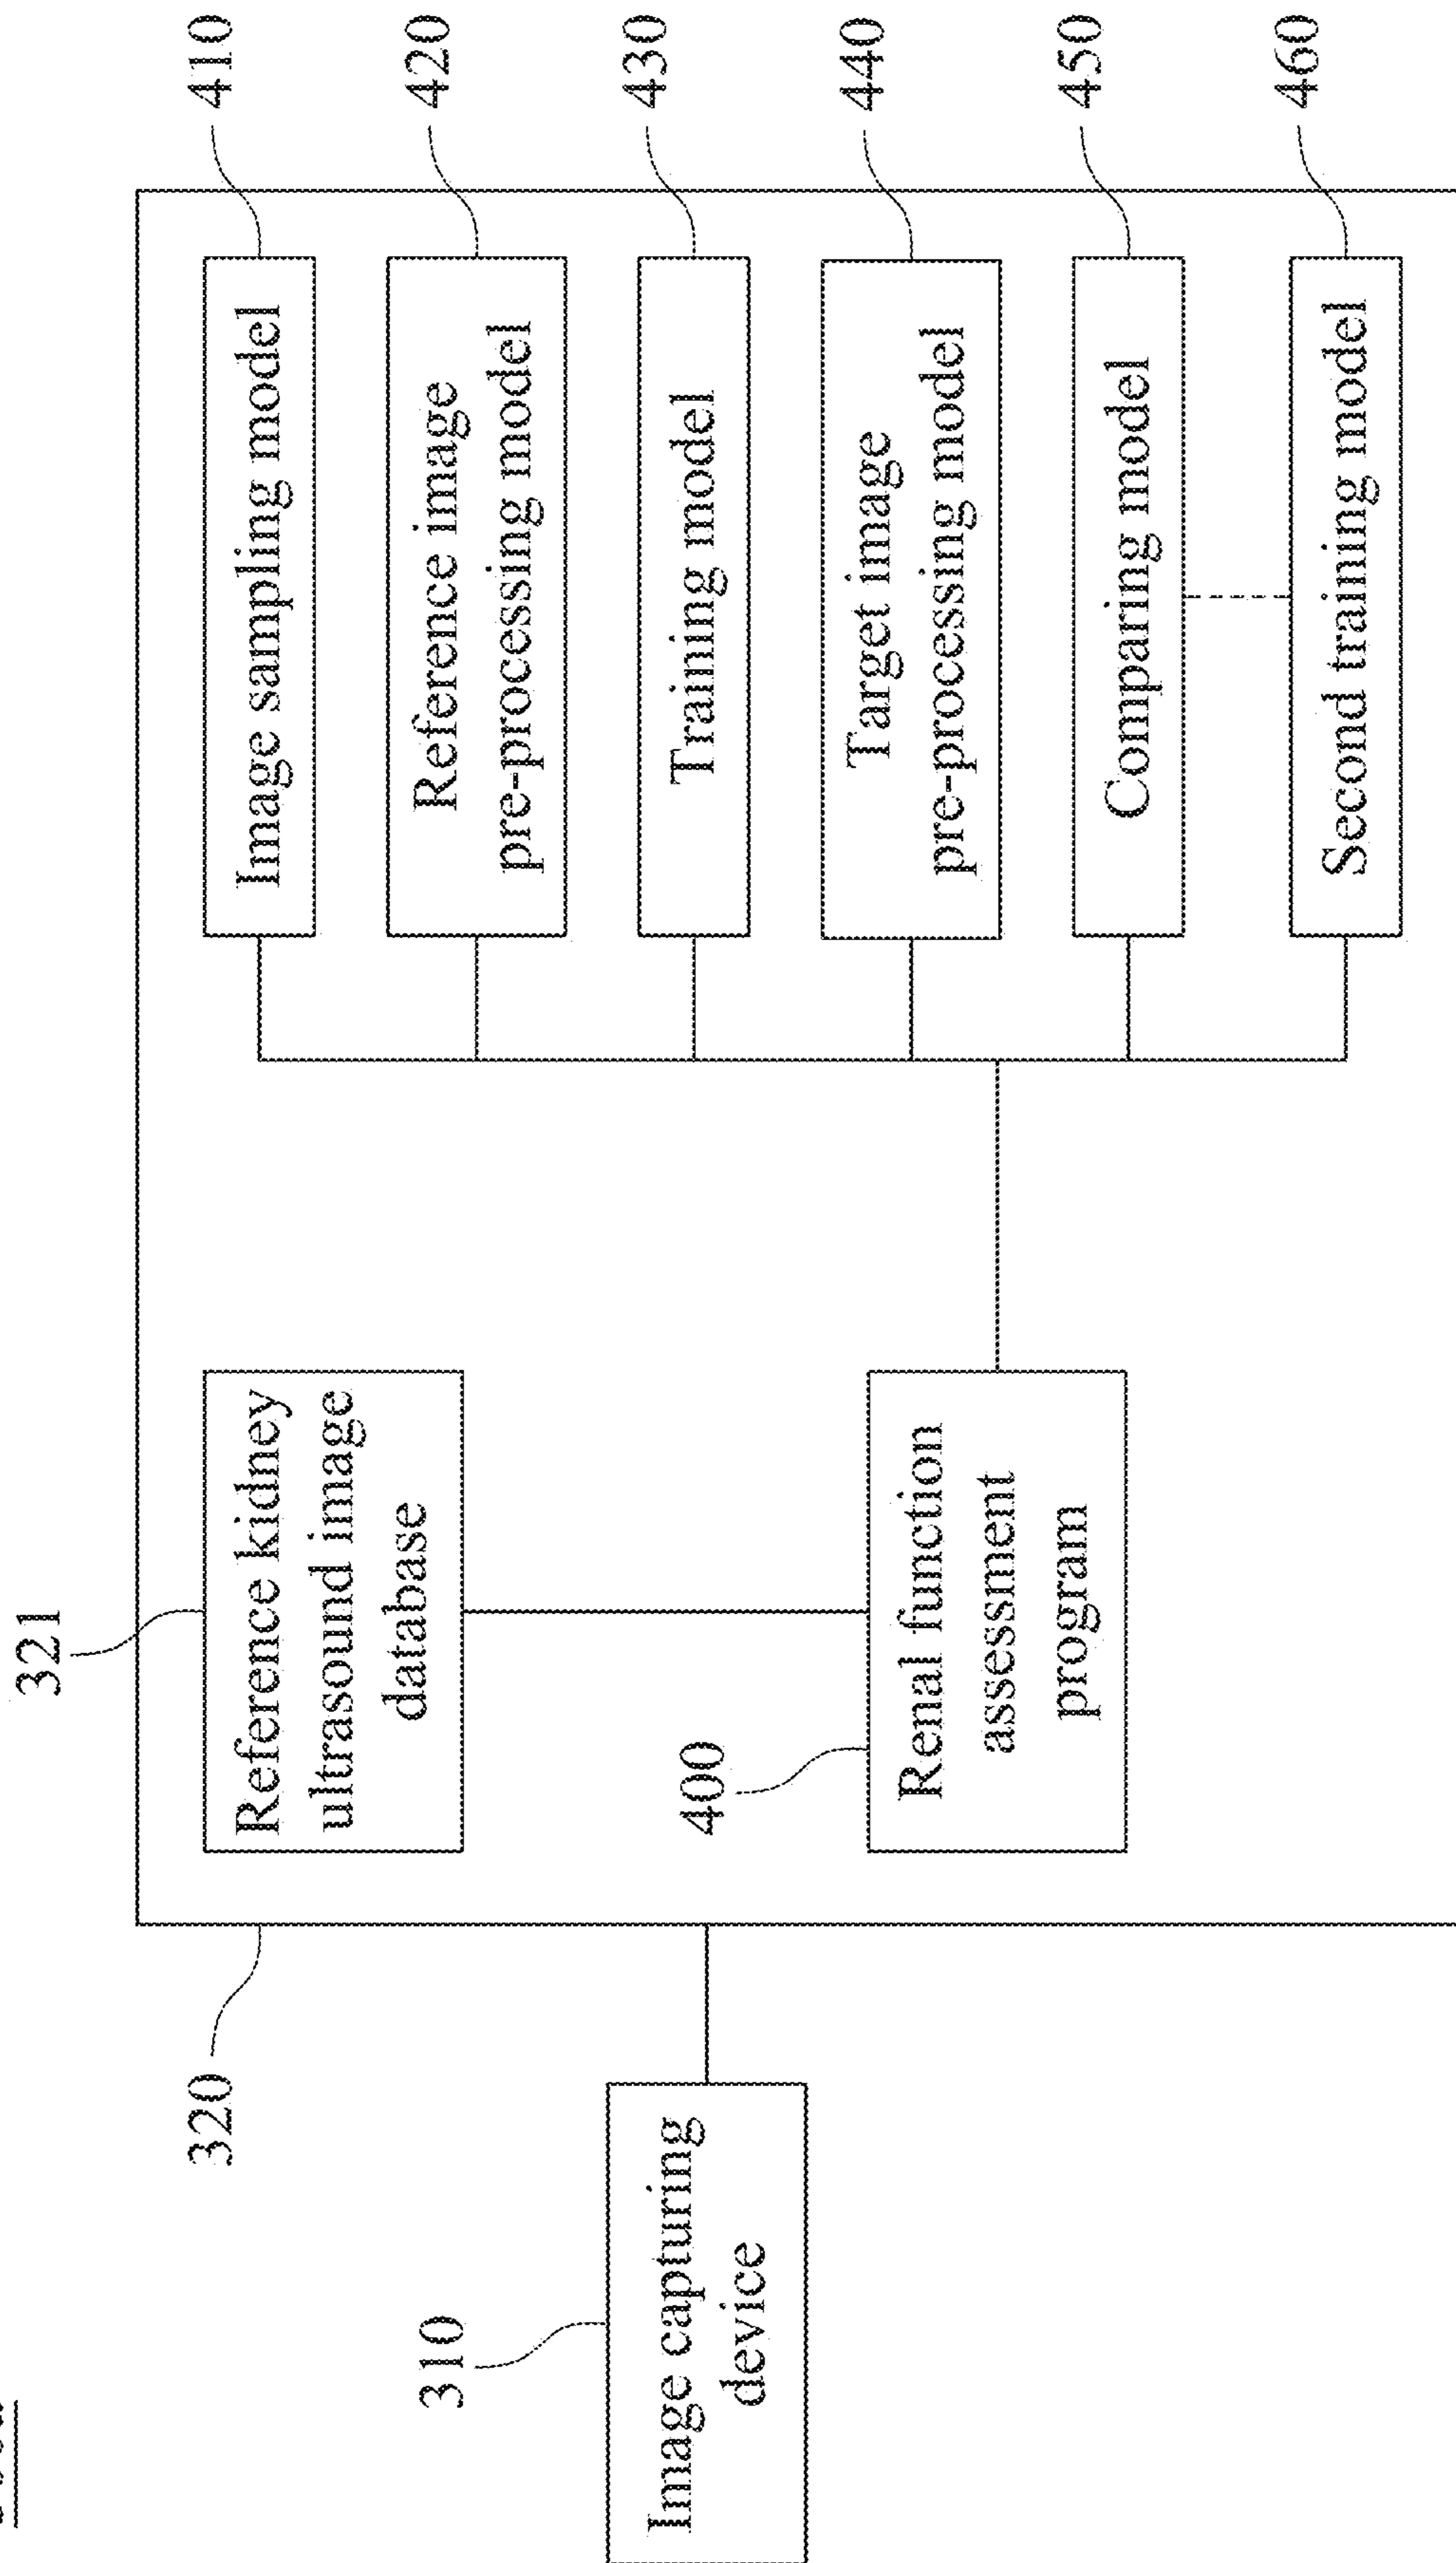 321
320
310
Image capturing
device
Reference kidney
ultrasound image
database
400
Renal function
assessment
program
Image sampling model
410
Reference image
pre-processing model
420
Training model
430
Target image
pre-processing model
440
Comparing model
450
Second training model
460